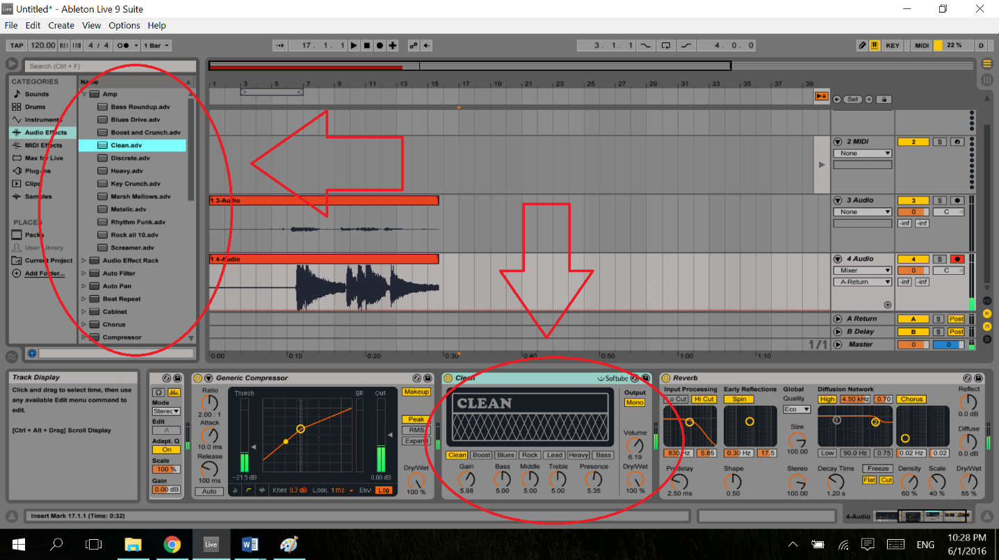 Live Untitled* - Ableton Live 9 Suite
File Edit Create View Options Help
TAP 120.00 4 / 4 1 Bar 17. 1. 1 3. 1. 1 4. 0. 0 KEY MIDI 22 % D
Search (Ctrl + F)
CATEGORIES
Sounds
Drums
Instruments
Audio Effects
MIDI Effects
Max for Live
Plug-ins
Clips
Samples
PLACES
Packs
User Library
Current Project
Add Folder...
Name
Amp
Bass Roundup.adv
Blues Drive.adv
Boost and Crunch.adv
Clean.adv
Discrete.adv
Heavy.adv
Key Crunch.adv
Marsh Mellows.adv
Metalic.adv
Rhythm Funk.adv
Rock all 10.adv
Screamer.adv
Audio Effect Rack
Auto Filter
Auto Pan
Beat Repeat
Cabinet
Chorus
Compressor
1 3 5 7 9 11 13 15 17 19 21 23 25 27 29 31 33 35 37 39
Set
1 3-Audio
1 4-Audio
0:00 0:10 0:20 0:30 0:40 0:50 1:00 1:10
1/1
2 MIDI 2 S
None
3 Audio 3 S
None 0 C
-inf -inf
4 Audio 4 S
Mixer 0 C
A-Return -inf -inf
A Return A S Post
B Delay B S Post
Master 0 0
I-O
R
M
D
Track Display
Click and drag to select time, then use
any available Edit menu command to
edit.
[Ctrl + Alt + Drag] Scroll Display
Mode
Stereo
Edit
A
Adapt. Q
On
Scale
100 %
Gain
0.00 dB
Generic Compressor
Ratio
2.00 : 1
Attack
10.0 ms
Release
100 ms
Auto
Thresh GR Out
-21.5 dB 0.00 dB
Knee 0.7 dB Look. 1 ms Env. Log
Makeup
Peak
RMS
Expand
Dry/Wet
100 %
Clean Softube
CLEAN
Clean Boost Blues Rock Lead Heavy Bass
Gain Bass Middle Treble Presence
5.98 5.00 5.00 5.00 5.35
Output
Mono
Volume
6.19
Dry/Wet
100 %
Reverb
Input Processing
Lo Cut Hi Cut
830 Hz 5.85
Predelay
2.50 ms
Early Reflections
Spin
0.30 Hz 17.5
Shape
0.50
Global
Quality
Eco
Size
100.00
Stereo
100.00
Diffusion Network
High 4.50 kHz 0.70 Chorus
1 2
Low 90.0 Hz 0.75 0.02 Hz 0.02
Decay Time Freeze Density Scale
1.20 s Flat Cut 60 % 40 %
Reflect
0.0 dB
Diffuse
0.0 dB
Dry/Wet
55 %
Insert Mark 17.1.1 (Time: 0:32)
4-Audio
Live ENG 10:28 PM
6/1/2016